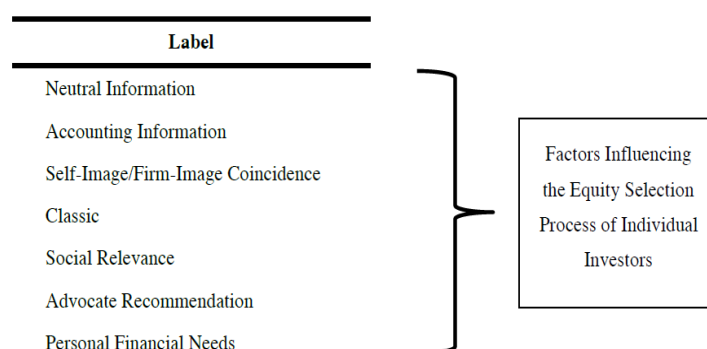 Label
Neutral Information
Accounting Information
Self-Image/Firm-Image Coincidence
Classic
Social Relevance
Advocate Recommendation
Personal Financial Needs
Factors Influencing
the Equity Selection
Process of Individual
Investors